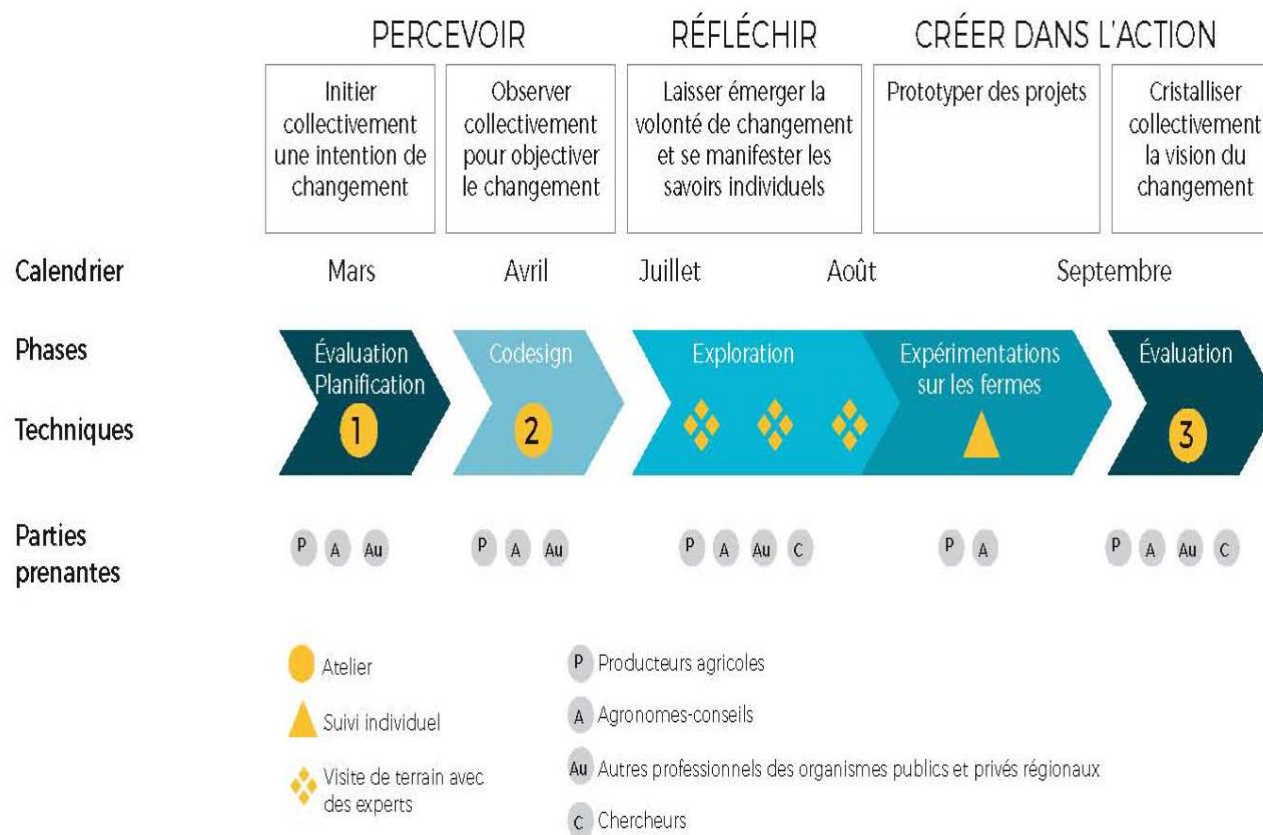 PERCEVOIR
RÉFLÉCHIR
CRÉER DANS L'ACTION
Initier
collectivement
une intention de
changement
Observer
collectivement
pour objectiver
le changement
Laisser émerger la
volonté de changement
et se manifester les
savoirs individuels
Prototyper des projets
Cristalliser
collectivement
la vision du
changement
Calendrier
Mars
Avril
Juillet
Août
Septembre
Phases
Évaluation
Planification
Codesign
Exploration
Expérimentations
sur les fermes
Évaluation
Techniques
1
2
3
Parties
prenantes
P A Au
P A Au
P A Au C
P A
P A Au C
Atelier
Suivi individuel
Visite de terrain avec
des experts
P Producteurs agricoles
A Agronomes-conseils
Au Autres professionnels des organismes publics et privés régionaux
C Chercheurs